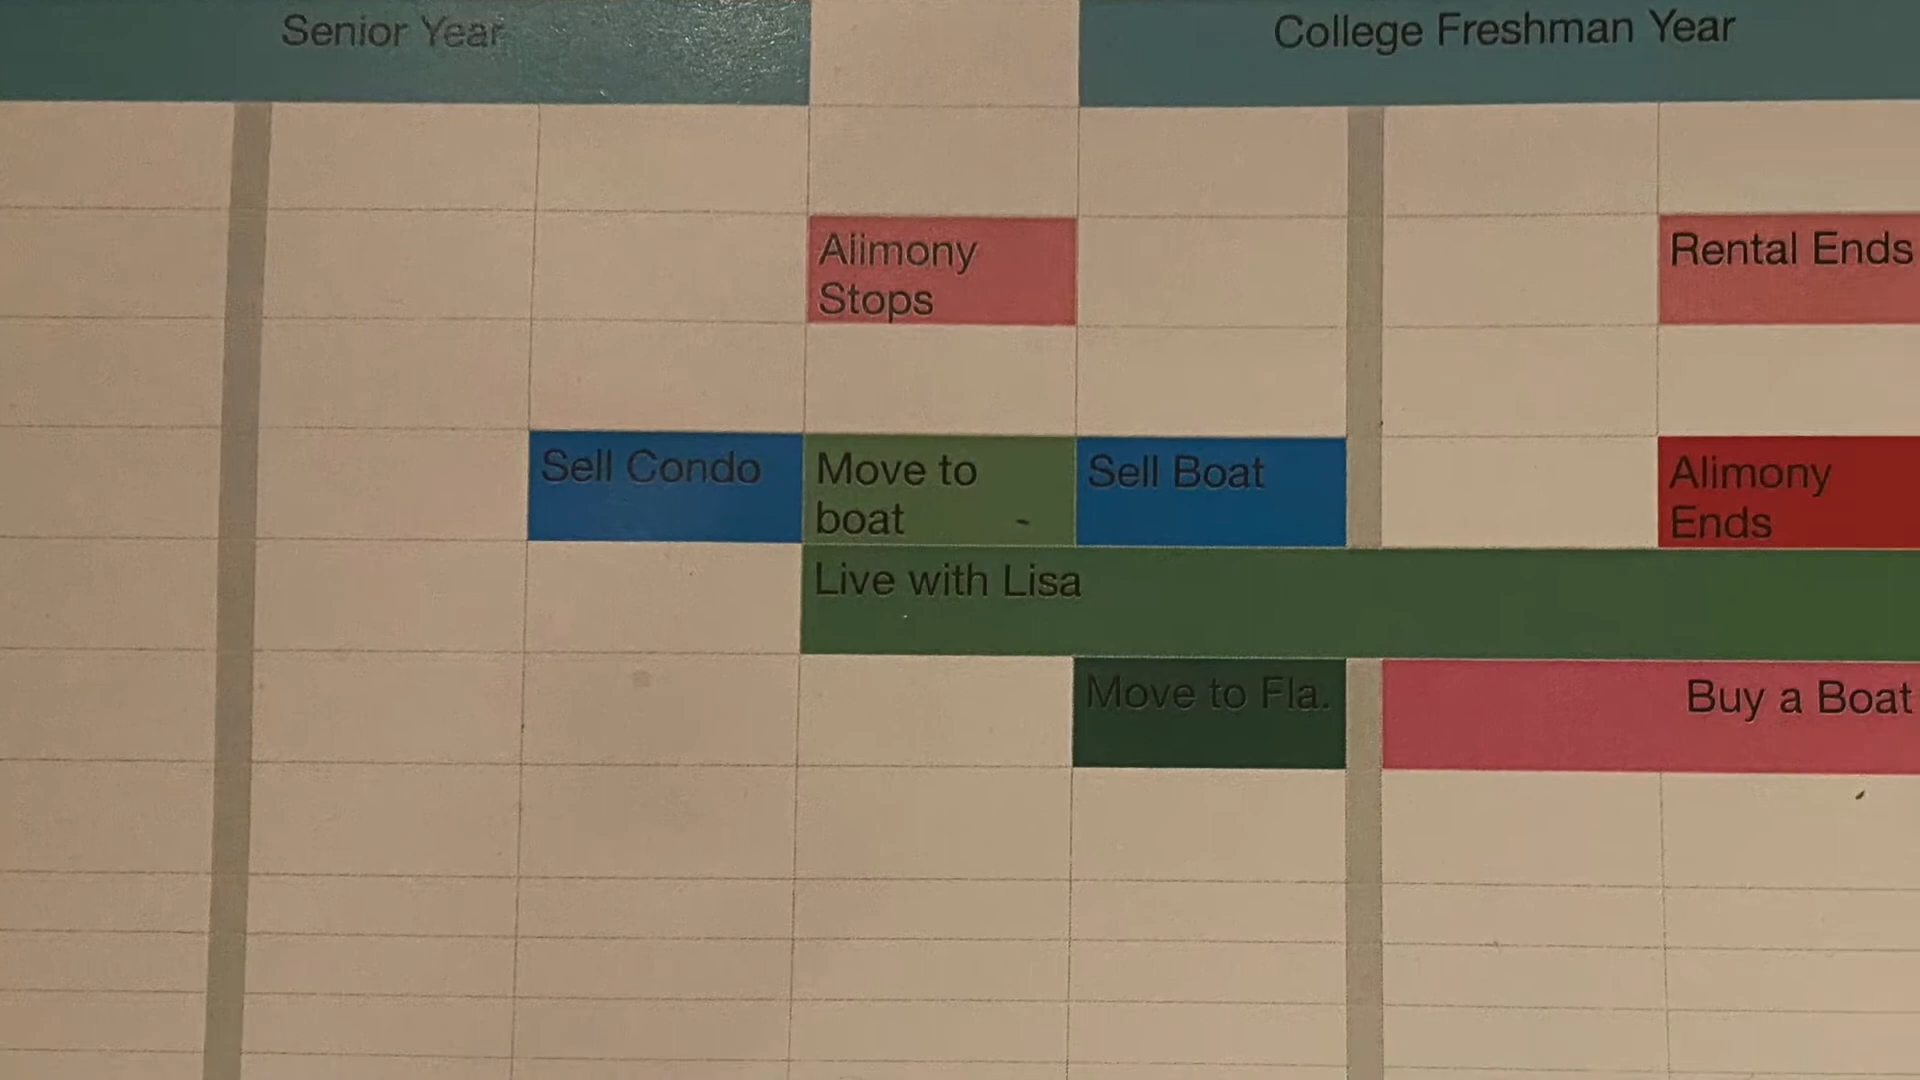 Senior Year
College Freshman Year
Alimony
Stops
Rental Ends
Sell Condo
Move to
boat
Sell Boat
Alimony
Ends
Live with Lisa
Move to Fla.
Buy a Boat